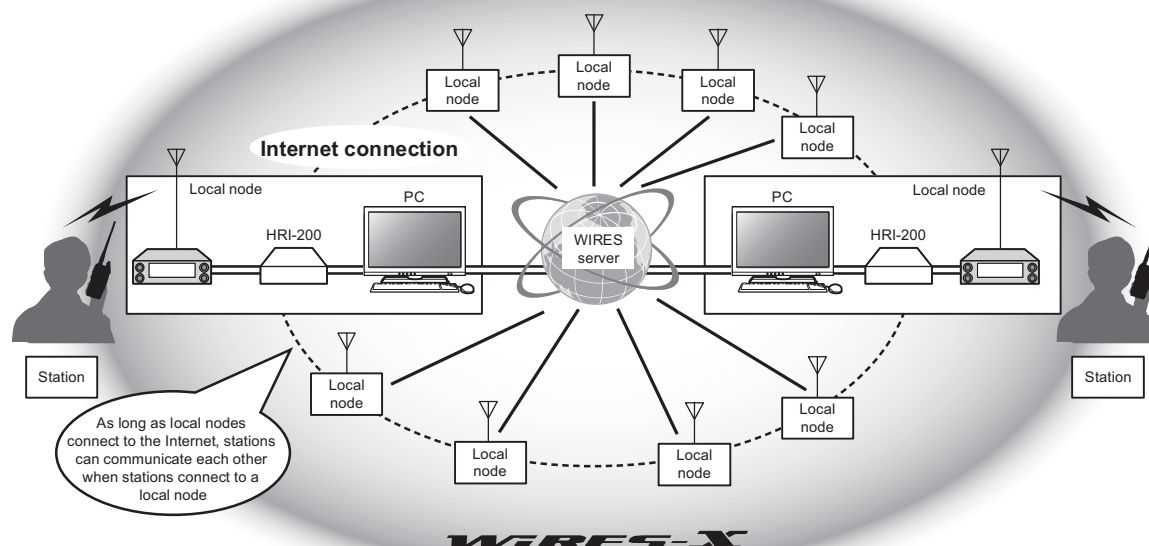 Local
node
Local
node
Local
node
Local
node
Internet connection
Local node
PC
HRI-200
WIRES
server
PC
Local node
HRI-200
Station
Station
Local
node
Local
node
Local
node
Local
node
As long as local nodes
connect to the Internet, stations
can communicate each other
when stations connect to a
local node
WIRES-X